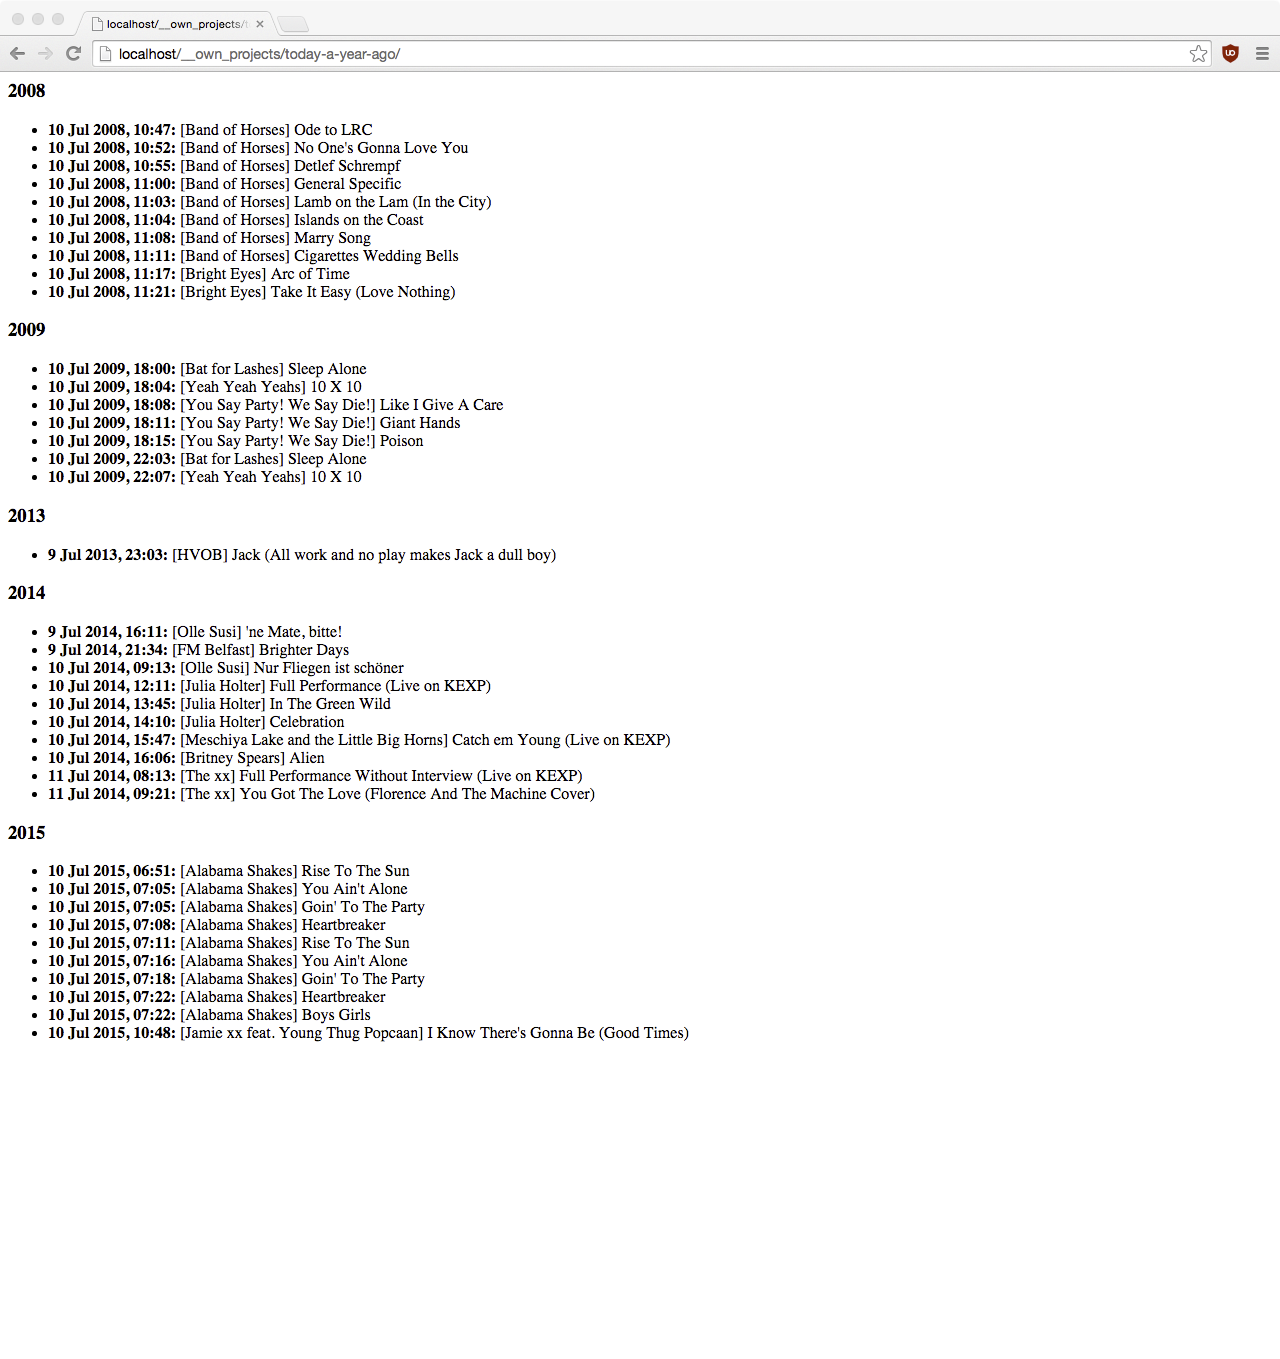 localhost/__own_projects/t
localhost/__own_projects/today-a-year-ago/
2008
10 Jul 2008, 10:47: [Band of Horses] Ode to LRC
10 Jul 2008, 10:52: [Band of Horses] No One's Gonna Love You
10 Jul 2008, 10:55: [Band of Horses] Detlef Schrempf
10 Jul 2008, 11:00: [Band of Horses] General Specific
10 Jul 2008, 11:03: [Band of Horses] Lamb on the Lam (In the City)
10 Jul 2008, 11:04: [Band of Horses] Islands on the Coast
10 Jul 2008, 11:08: [Band of Horses] Marry Song
10 Jul 2008, 11:11: [Band of Horses] Cigarettes Wedding Bells
10 Jul 2008, 11:17: [Bright Eyes] Arc of Time
10 Jul 2008, 11:21: [Bright Eyes] Take It Easy (Love Nothing)
2009
10 Jul 2009, 18:00: [Bat for Lashes] Sleep Alone
10 Jul 2009, 18:04: [Yeah Yeah Yeahs] 10 X 10
10 Jul 2009, 18:08: [You Say Party! We Say Die!] Like I Give A Care
10 Jul 2009, 18:11: [You Say Party! We Say Die!] Giant Hands
10 Jul 2009, 18:15: [You Say Party! We Say Die!] Poison
10 Jul 2009, 22:03: [Bat for Lashes] Sleep Alone
10 Jul 2009, 22:07: [Yeah Yeah Yeahs] 10 X 10
2013
9 Jul 2013, 23:03: [HVOB] Jack (All work and no play makes Jack a dull boy)
2014
9 Jul 2014, 16:11: [Olle Susi] 'ne Mate, bitte!
9 Jul 2014, 21:34: [FM Belfast] Brighter Days
10 Jul 2014, 09:13: [Olle Susi] Nur Fliegen ist schöner
10 Jul 2014, 12:11: [Julia Holter] Full Performance (Live on KEXP)
10 Jul 2014, 13:45: [Julia Holter] In The Green Wild
10 Jul 2014, 14:10: [Julia Holter] Celebration
10 Jul 2014, 15:47: [Meschiya Lake and the Little Big Horns] Catch em Young (Live on KEXP)
10 Jul 2014, 16:06: [Britney Spears] Alien
11 Jul 2014, 08:13: [The xx] Full Performance Without Interview (Live on KEXP)
11 Jul 2014, 09:21: [The xx] You Got The Love (Florence And The Machine Cover)
2015
10 Jul 2015, 06:51: [Alabama Shakes] Rise To The Sun
10 Jul 2015, 07:05: [Alabama Shakes] You Ain't Alone
10 Jul 2015, 07:05: [Alabama Shakes] Goin' To The Party
10 Jul 2015, 07:08: [Alabama Shakes] Heartbreaker
10 Jul 2015, 07:11: [Alabama Shakes] Rise To The Sun
10 Jul 2015, 07:16: [Alabama Shakes] You Ain't Alone
10 Jul 2015, 07:18: [Alabama Shakes] Goin' To The Party
10 Jul 2015, 07:22: [Alabama Shakes] Heartbreaker
10 Jul 2015, 07:22: [Alabama Shakes] Boys Girls
10 Jul 2015, 10:48: [Jamie xx feat. Young Thug Popcaan] I Know There's Gonna Be (Good Times)